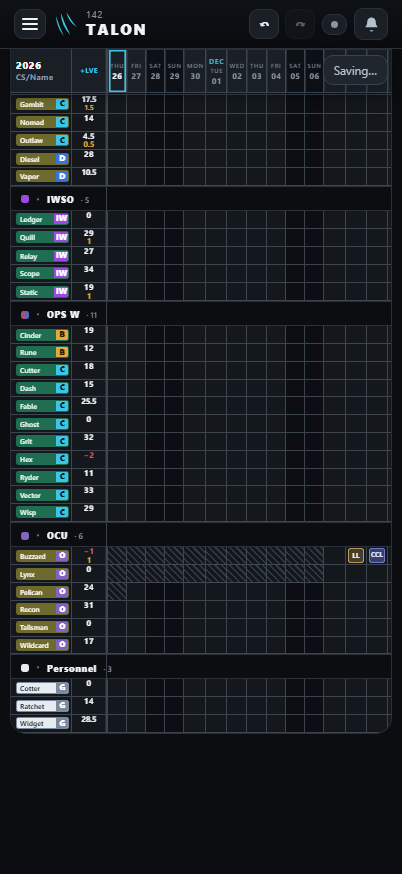 142
TALON
2026
CS/Name
+LVE
THU 26
FRI 27
SAT 28
SUN 29
MON 30
DEC TUE 01
WED 02
THU 03
FRI 04
SAT 05
SUN 06
Saving...
Gambit C 17.5 1.5
Nomad C 14
Outlaw C 4.5 0.5
Diesel D 28
Vapor D 10.5
· IWSO · 5
Ledger IW 0
Quill IW 29 1
Relay IW 27
Scope IW 34
Static IW 19 1
· OPS W · 11
Cinder B 19
Rune B 12
Cutter C 18
Dash C 15
Fable C 25.5
Ghost C 0
Grit C 32
Hex C -2
Ryder C 11
Vector C 33
Wisp C 29
· OCU · 6
Buzzard O -1 1 LL CCL
Lynx O 0
Pelican O 24
Recon O 31
Talisman O 0
Wildcard O 17
· Personnel · 3
Cotter G 0
Ratchet G 14
Widget G 28.5